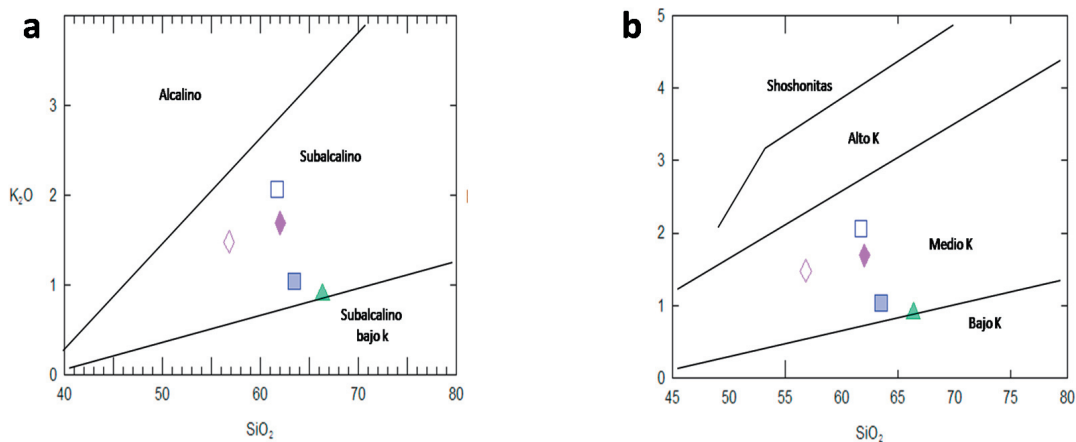 a
Alcalino
Subalcalino
Subalcalino
bajo k
K₂O
3
2
1
0
40
50
60
70
80
SiO₂
b
Shoshonitas
Alto K
Medio K
Bajo K
5
4
3
2
1
0
45
55
60
65
70
75
80
SiO₂